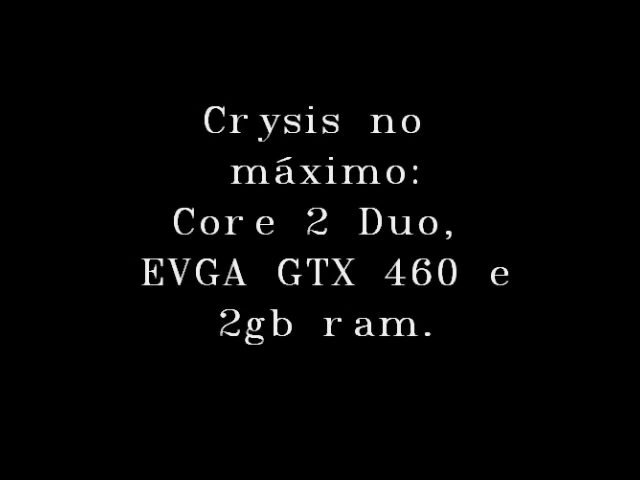 Crysis no
máximo:
Core 2 Duo,
EVGA GTX 460 e
2gb ram.